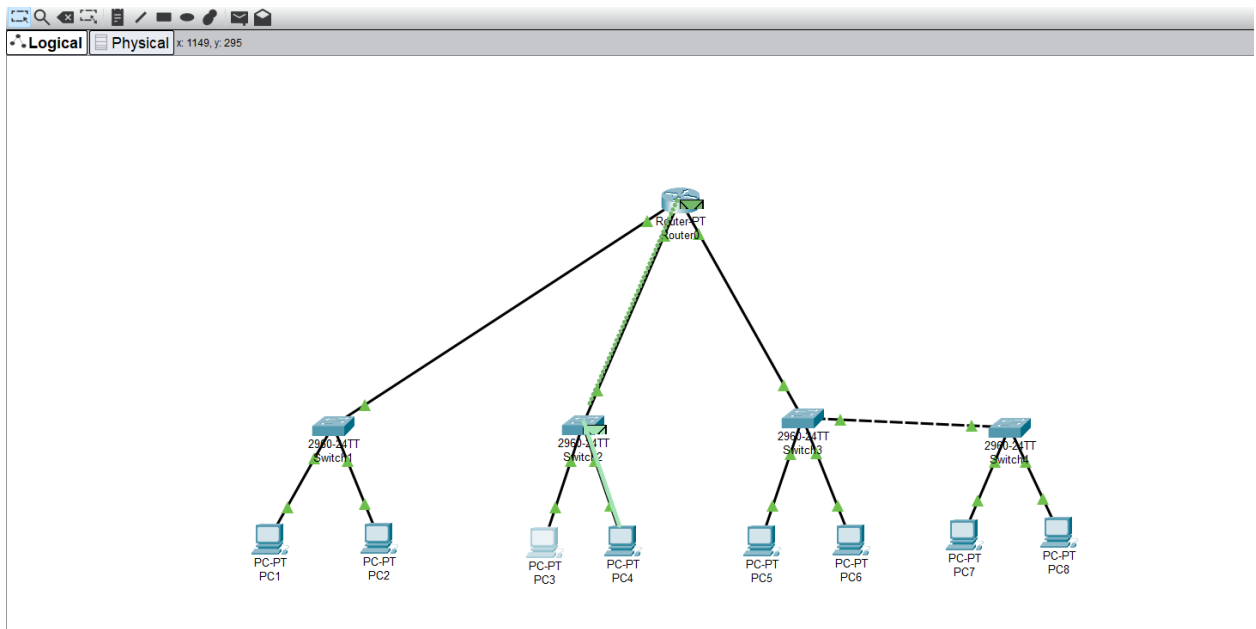 Logical Physical x: 1149, y: 295
Router-PT
Router0
2960-24TT
Switch1
2960-24TT
Switch2
2960-24TT
Switch3
2960-24TT
Switch4
PC-PT
PC1
PC-PT
PC2
PC-PT
PC3
PC-PT
PC4
PC-PT
PC5
PC-PT
PC6
PC-PT
PC7
PC-PT
PC8